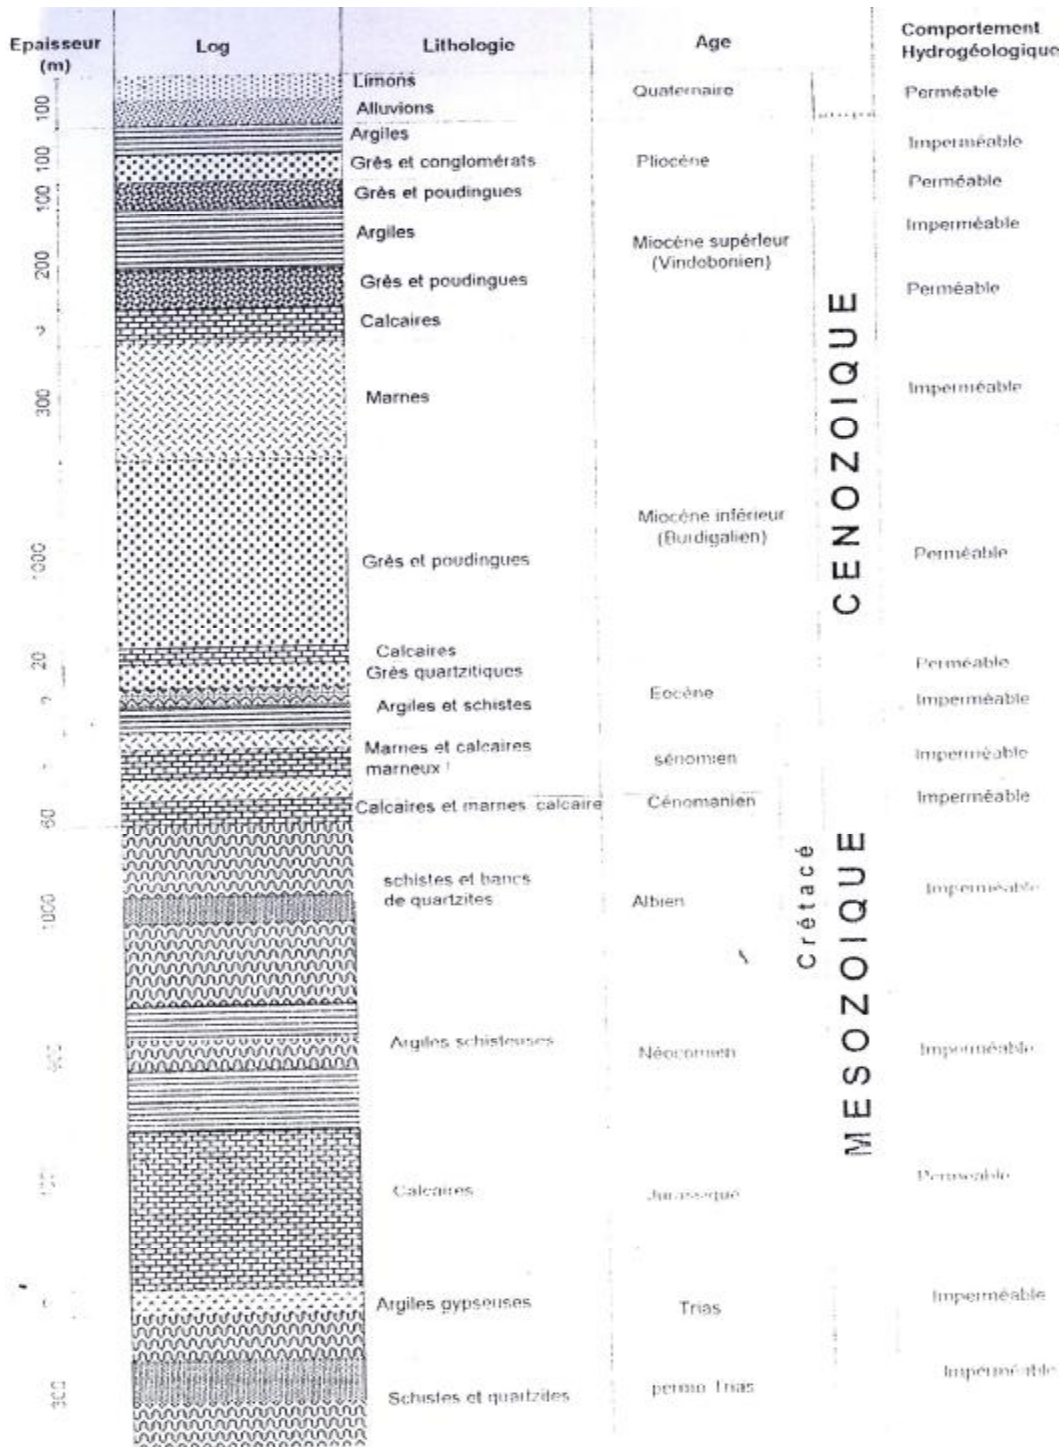 Epaisseur (m)
Log
Lithologie
Age
Comportement
Hydrogéologique
100
Limons
Alluvions
Quaternaire
Perméable
100
Argiles
Grès et conglomérats
Pliocène
Imperméable
100
Grès et poudingues
Perméable
200
Argiles
Miocène supérieur
(Vindobonien)
Imperméable
Grès et poudingues
Perméable
?
Calcaires
300
Marnes
Imperméable
1000
Grès et poudingues
Miocène inférieur
(Burdigalien)
Perméable
20
Calcaires
Grès quartzitiques
Perméable
?
Argiles et schistes
Eocène
Imperméable
Marnes et calcaires
marneux
sénomien
Imperméable
60
Calcaires et marnes calcaire
Cénomanien
Imperméable
1000
schistes et bancs
de quartzites
Albien
Imperméable
Argiles schisteuses
Néocomien
Imperméable
Calcaires
Jurassique
Perméable
Argiles gypseuses
Trias
Imperméable
300
Schistes et quartzites
permo Trias
Imperméable
CENOZOIQUE
Crétacé
MESOZOIQUE